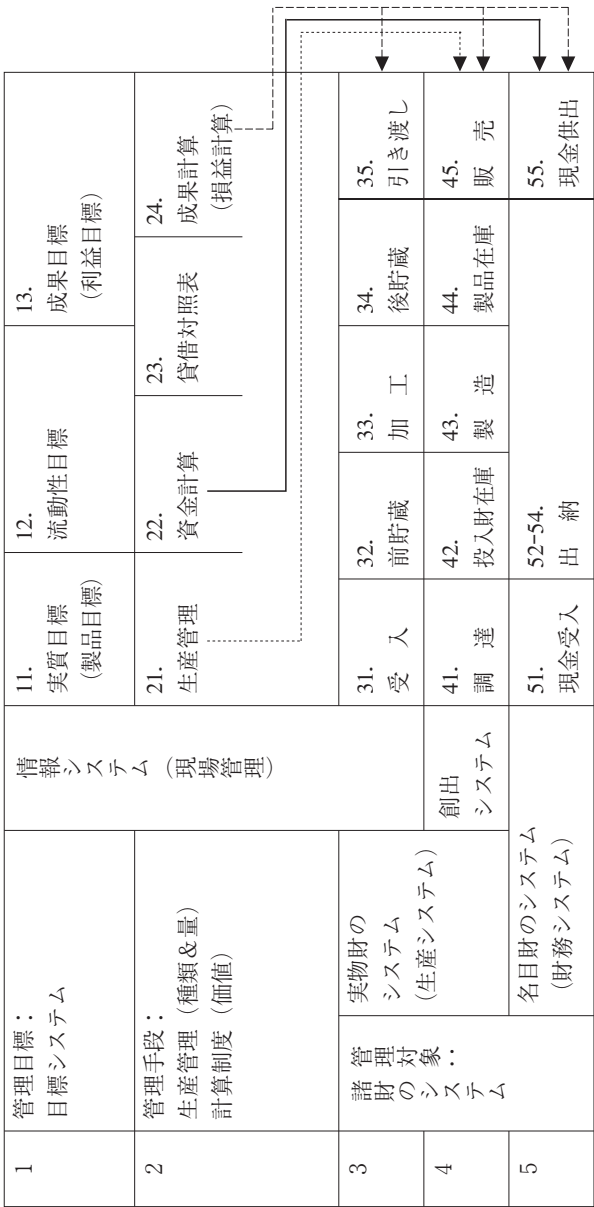 1
管理目標:
目標システム
情報システム(現場管理)
11.
実質目標
(製品目標)
12.
流動性目標
13.
成果目標
(利益目標)
2
管理手段:
生産管理(種類&量)
計算制度(価値)
21.
生産管理
22.
資金計算
23.
貸借対照表
24.
成果計算
(損益計算)
3
管理対象:
諸財のシステム
実物財の
システム
(生産システム)
31.
受 入
32.
前貯蔵
33.
加 工
34.
後貯蔵
35.
引き渡し
4
創出
システム
41.
調 達
42.
投入財在庫
43.
製 造
44.
製品在庫
45.
販 売
5
名目財のシステム
(財務システム)
51.
現金受入
52-54.
出 納
55.
現金供出